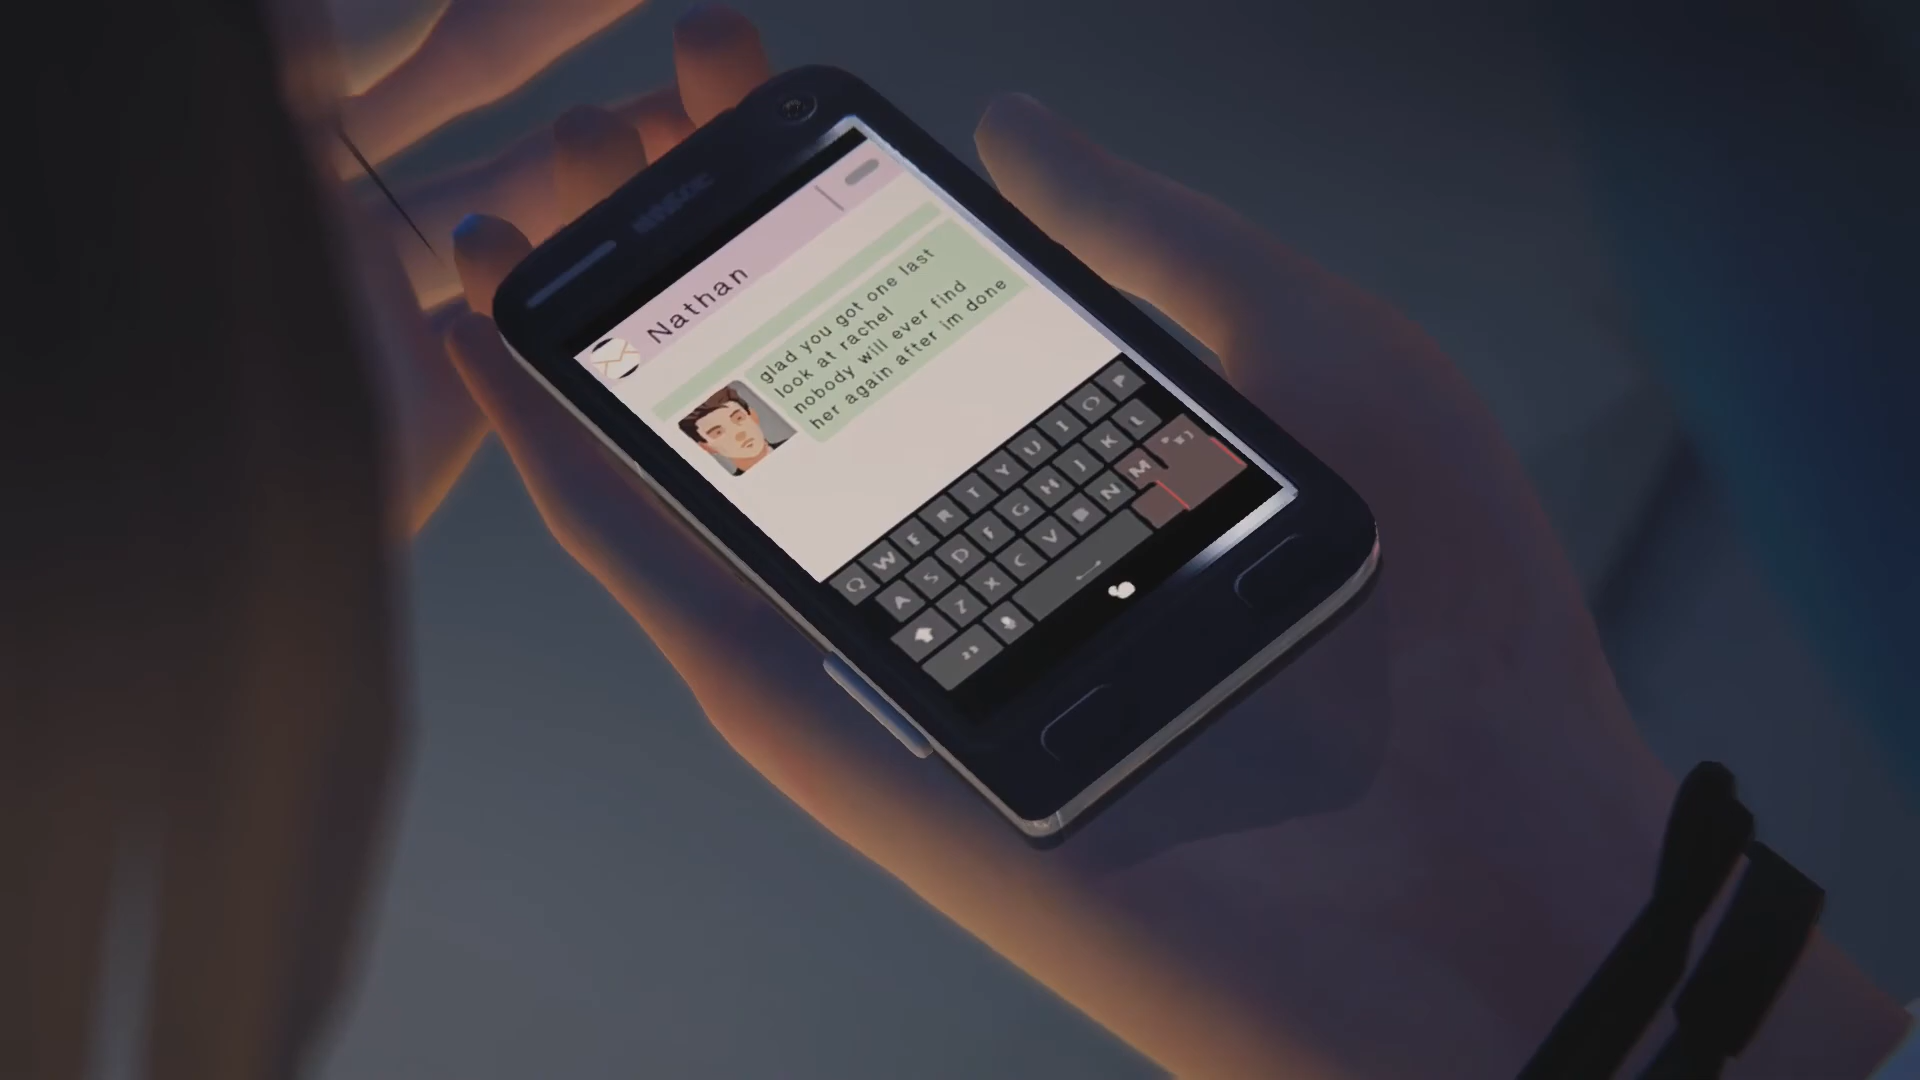 Nathan
glad you got one last
look at rachel
nobody will ever find
her again after im done
Q W E R T Y U I O P
A S D F G H J K L
Z X C V B N M